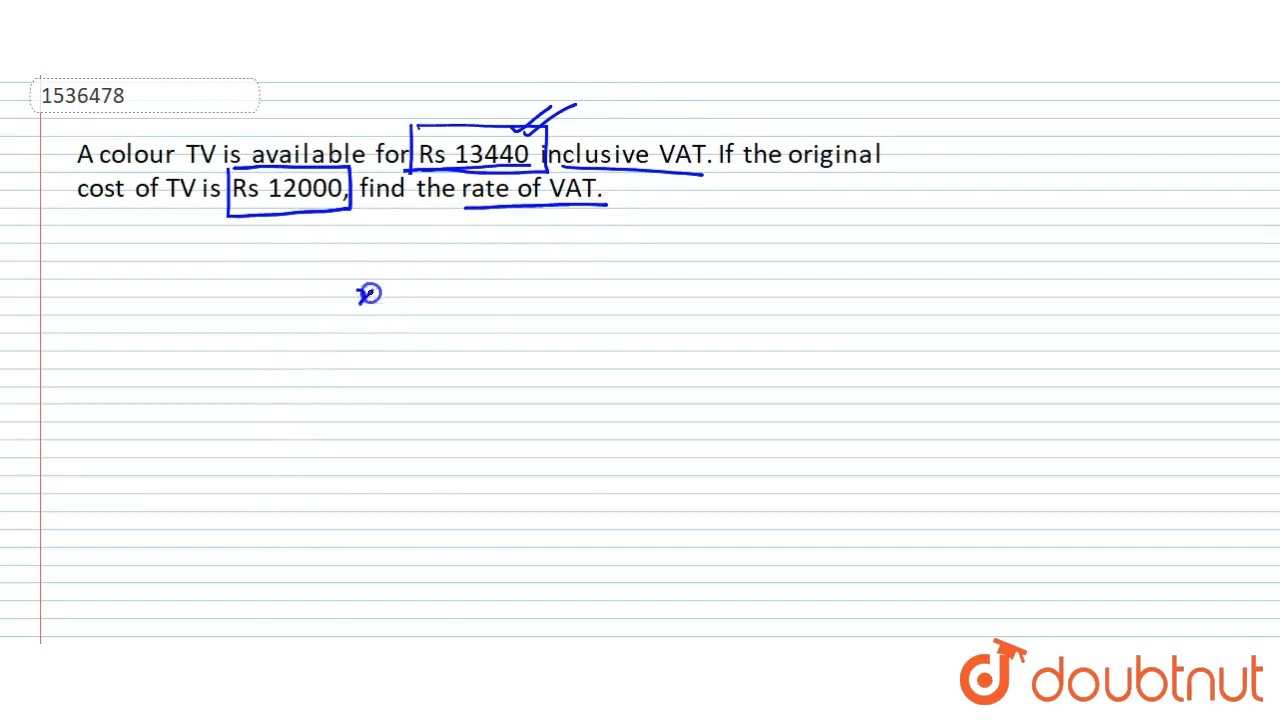 1536478
A colour TV is available for Rs 13440 inclusive VAT. If the original
cost of TV is Rs 12000, find the rate of VAT.
doubtnut